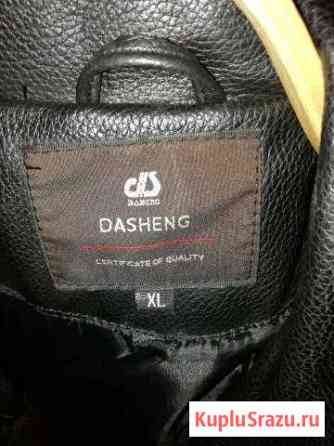 ds
DASHENG
DASHENG
CERTIFICATE OF QUALITY
XL
KupluSrazu.ru